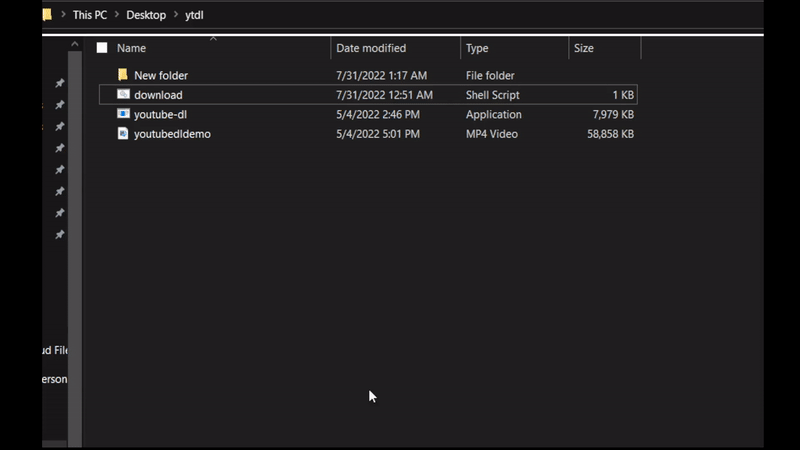 This PC > Desktop > ytdl
Name Date modified Type Size
New folder 7/31/2022 1:17 AM File folder
download 7/31/2022 12:51 AM Shell Script 1 KB
youtube-dl 5/4/2022 2:46 PM Application 7,979 KB
youtubedldemo 5/4/2022 5:01 PM MP4 Video 58,858 KB
ud File
erson